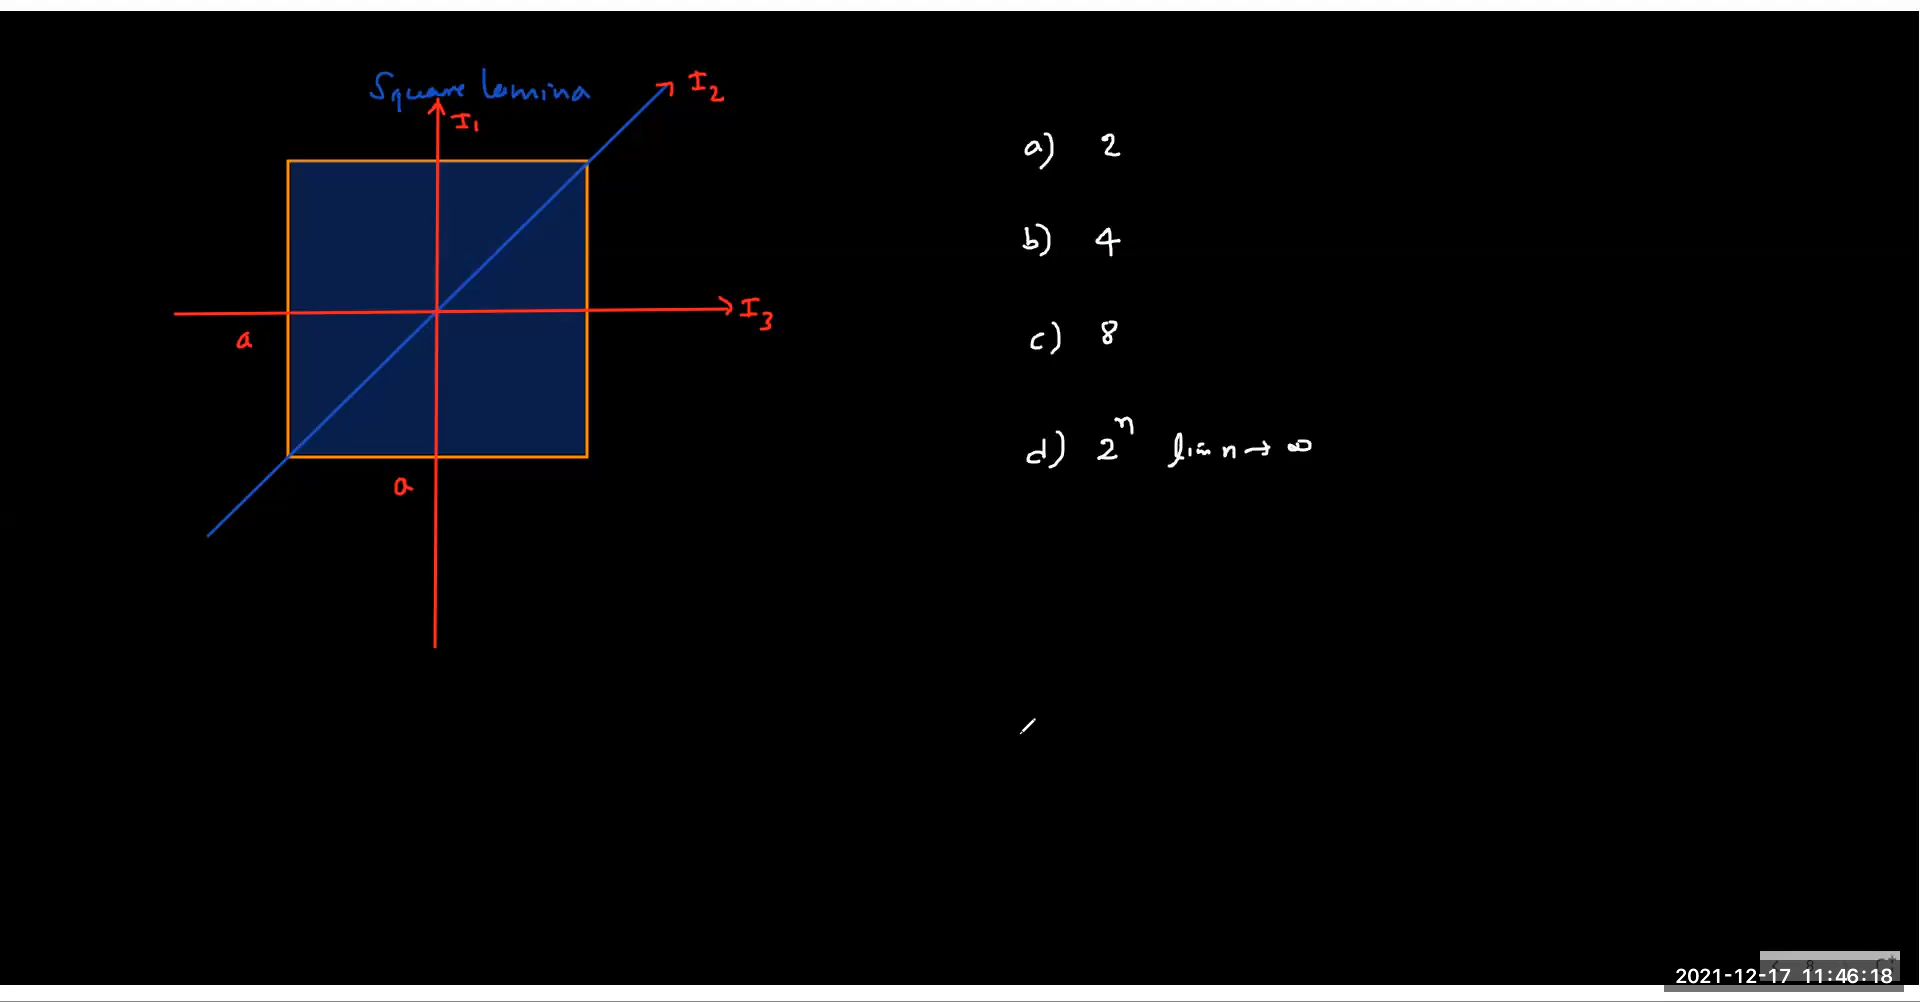 Square lamina
I₂
I₁
I₃
a
a
a) 2
b) 4
c) 8
d) 2ⁿ lim n→∞
2021-12-17 11:46:18